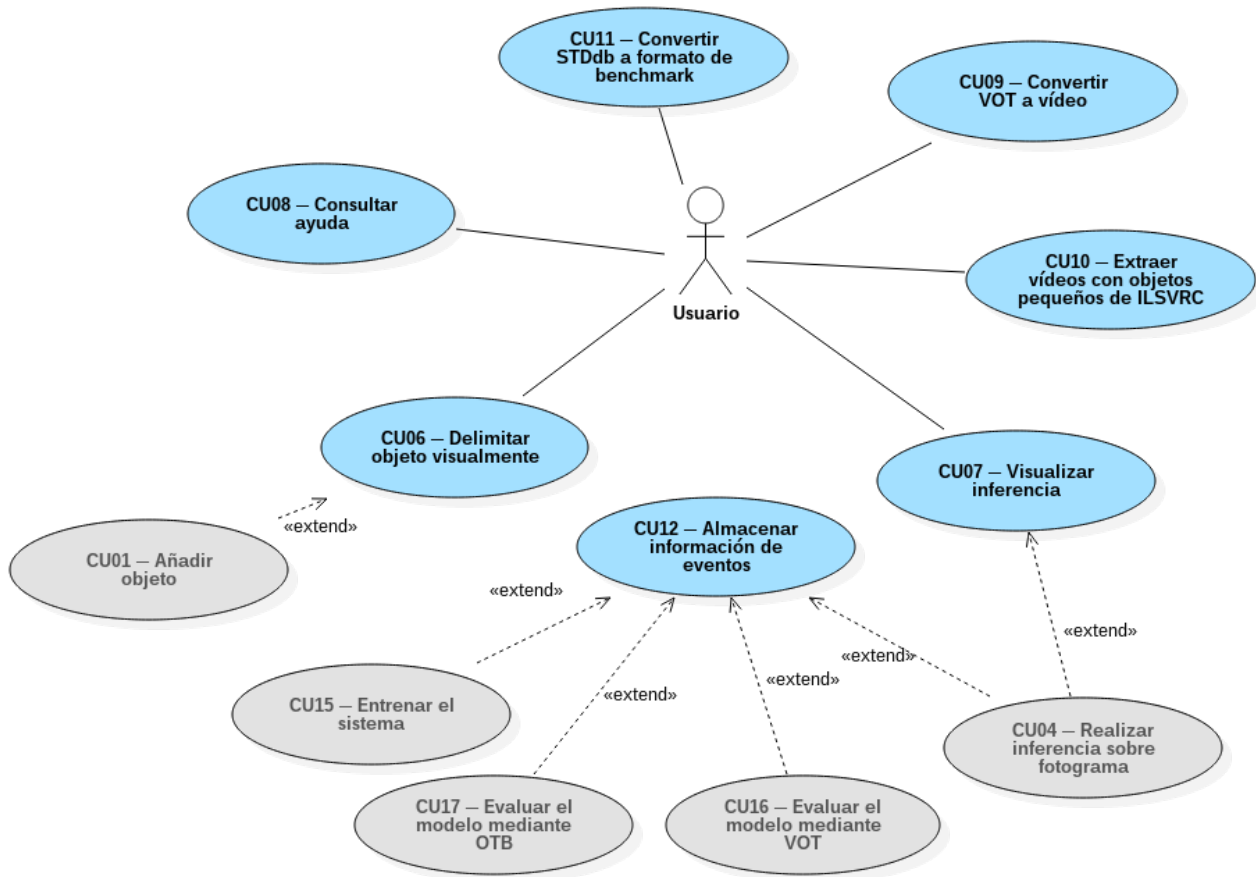 CU11 – Convertir
STDdb a formato de
benchmark
CU09 – Convertir
VOT a vídeo
CU08 – Consultar
ayuda
CU10 – Extraer
vídeos con objetos
pequeños de ILSVRC
Usuario
CU06 – Delimitar
objeto visualmente
CU07 – Visualizar
inferencia
«extend»
CU01 – Añadir
objeto
CU12 – Almacenar
información de
eventos
«extend»
«extend»
«extend»
«extend»
«extend»
CU15 – Entrenar el
sistema
CU04 – Realizar
inferencia sobre
fotograma
CU17 – Evaluar el
modelo mediante
OTB
CU16 – Evaluar el
modelo mediante
VOT